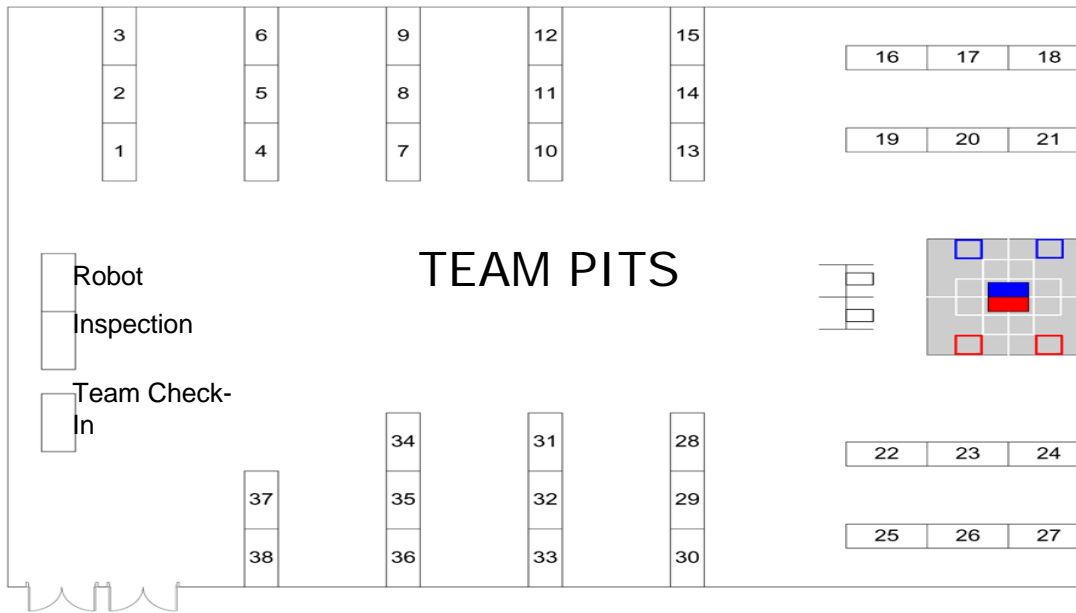 3 6 9 12 15
16 17 18
2 5 8 11 14
19 20 21
1 4 7 10 13
TEAM PITS
Robot
Inspection
Team Check-
In
34 31 28
22 23 24
37 35 32 29
25 26 27
38 36 33 30